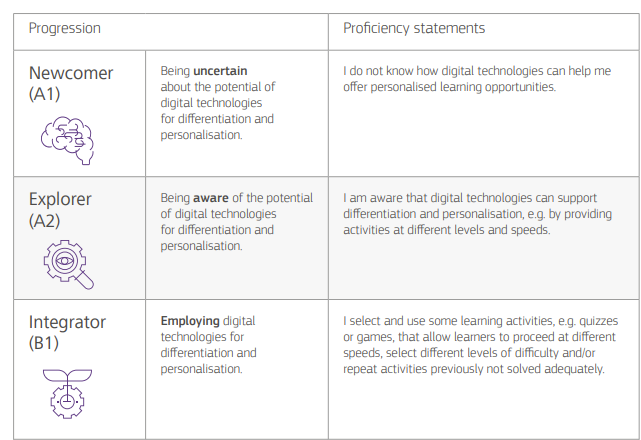 Progression
Proficiency statements
Newcomer
(A1)
Being uncertain
about the potential of
digital technologies
for differentiation and
personalisation.
I do not know how digital technologies can help me
offer personalised learning opportunities.
Explorer
(A2)
Being aware of the potential
of digital technologies
for differentiation and
personalisation.
I am aware that digital technologies can support
differentiation and personalisation, e.g. by providing
activities at different levels and speeds.
Integrator
(B1)
Employing digital
technologies for
differentiation and
personalisation.
I select and use some learning activities, e.g. quizzes
or games, that allow learners to proceed at different
speeds, select different levels of difficulty and/or
repeat activities previously not solved adequately.